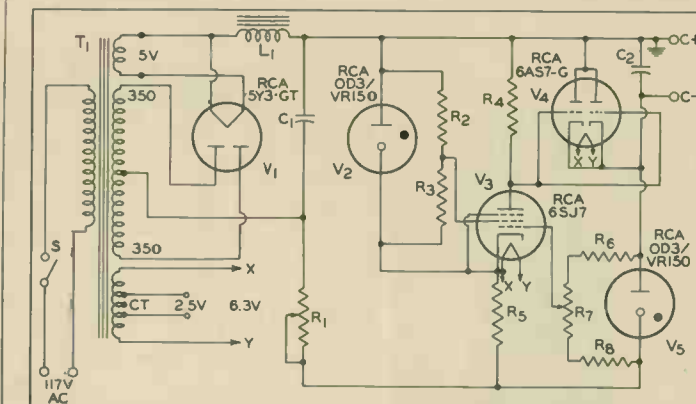 T1
5V
350
350
CT
2.5V
6.3V
X
Y
S
117V
AC
L1
RCA
5Y3-GT
V1
C1
R1
RCA
OD3/
VR150
V2
R2
R3
R4
V3
RCA
6SJ7
X
Y
R5
RCA
6AS7-G
V4
X
Y
C2
C+
C-
R6
R7
R8
RCA
OD3/
VR150
V5